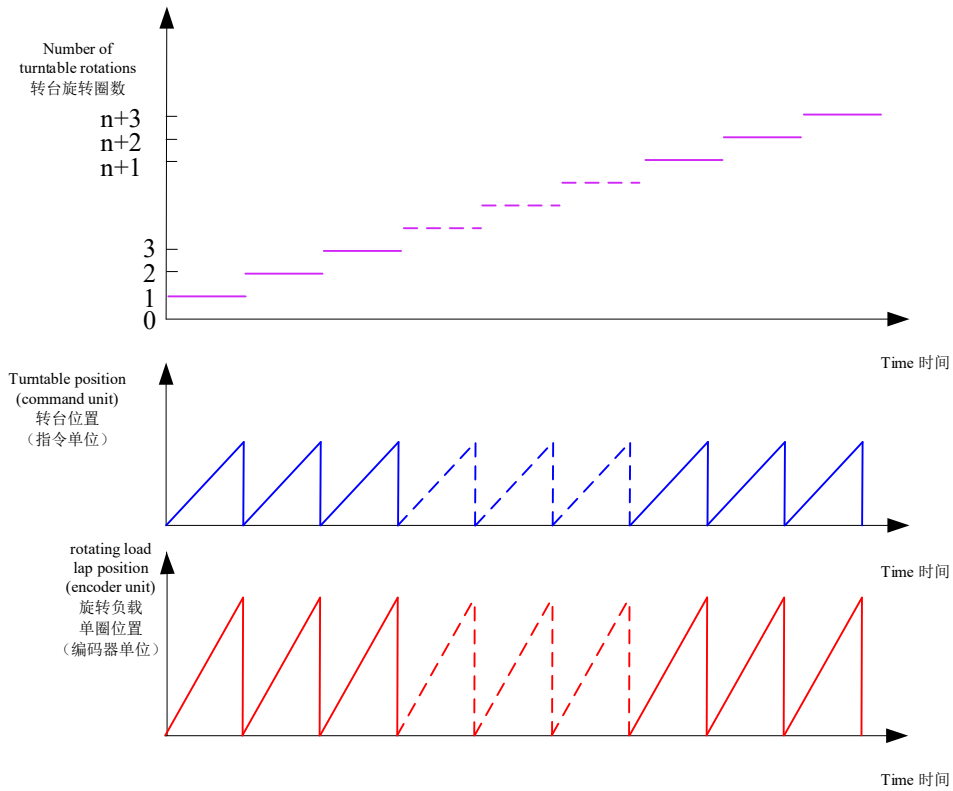 Number of
turntable rotations
转台旋转圈数
n+3
n+2
n+1
3
2
1
0
Time 时间
Turntable position
(command unit)
转台位置
（指令单位）
Time 时间
rotating load
lap position
(encoder unit)
旋转负载
单圈位置
（编码器单位）
Time 时间